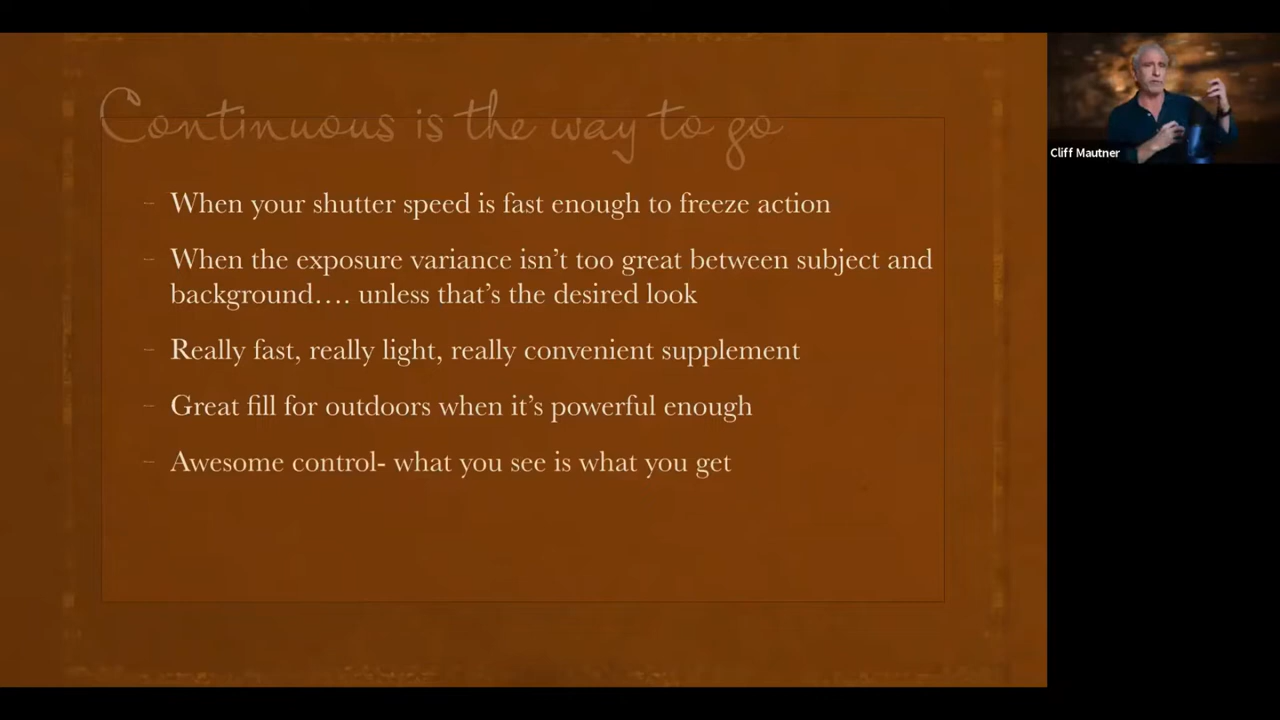 Continuous is the way to go
– When your shutter speed is fast enough to freeze action
– When the exposure variance isn’t too great between subject and
background…. unless that’s the desired look
– Really fast, really light, really convenient supplement
– Great fill for outdoors when it’s powerful enough
– Awesome control- what you see is what you get
Cliff Mautner